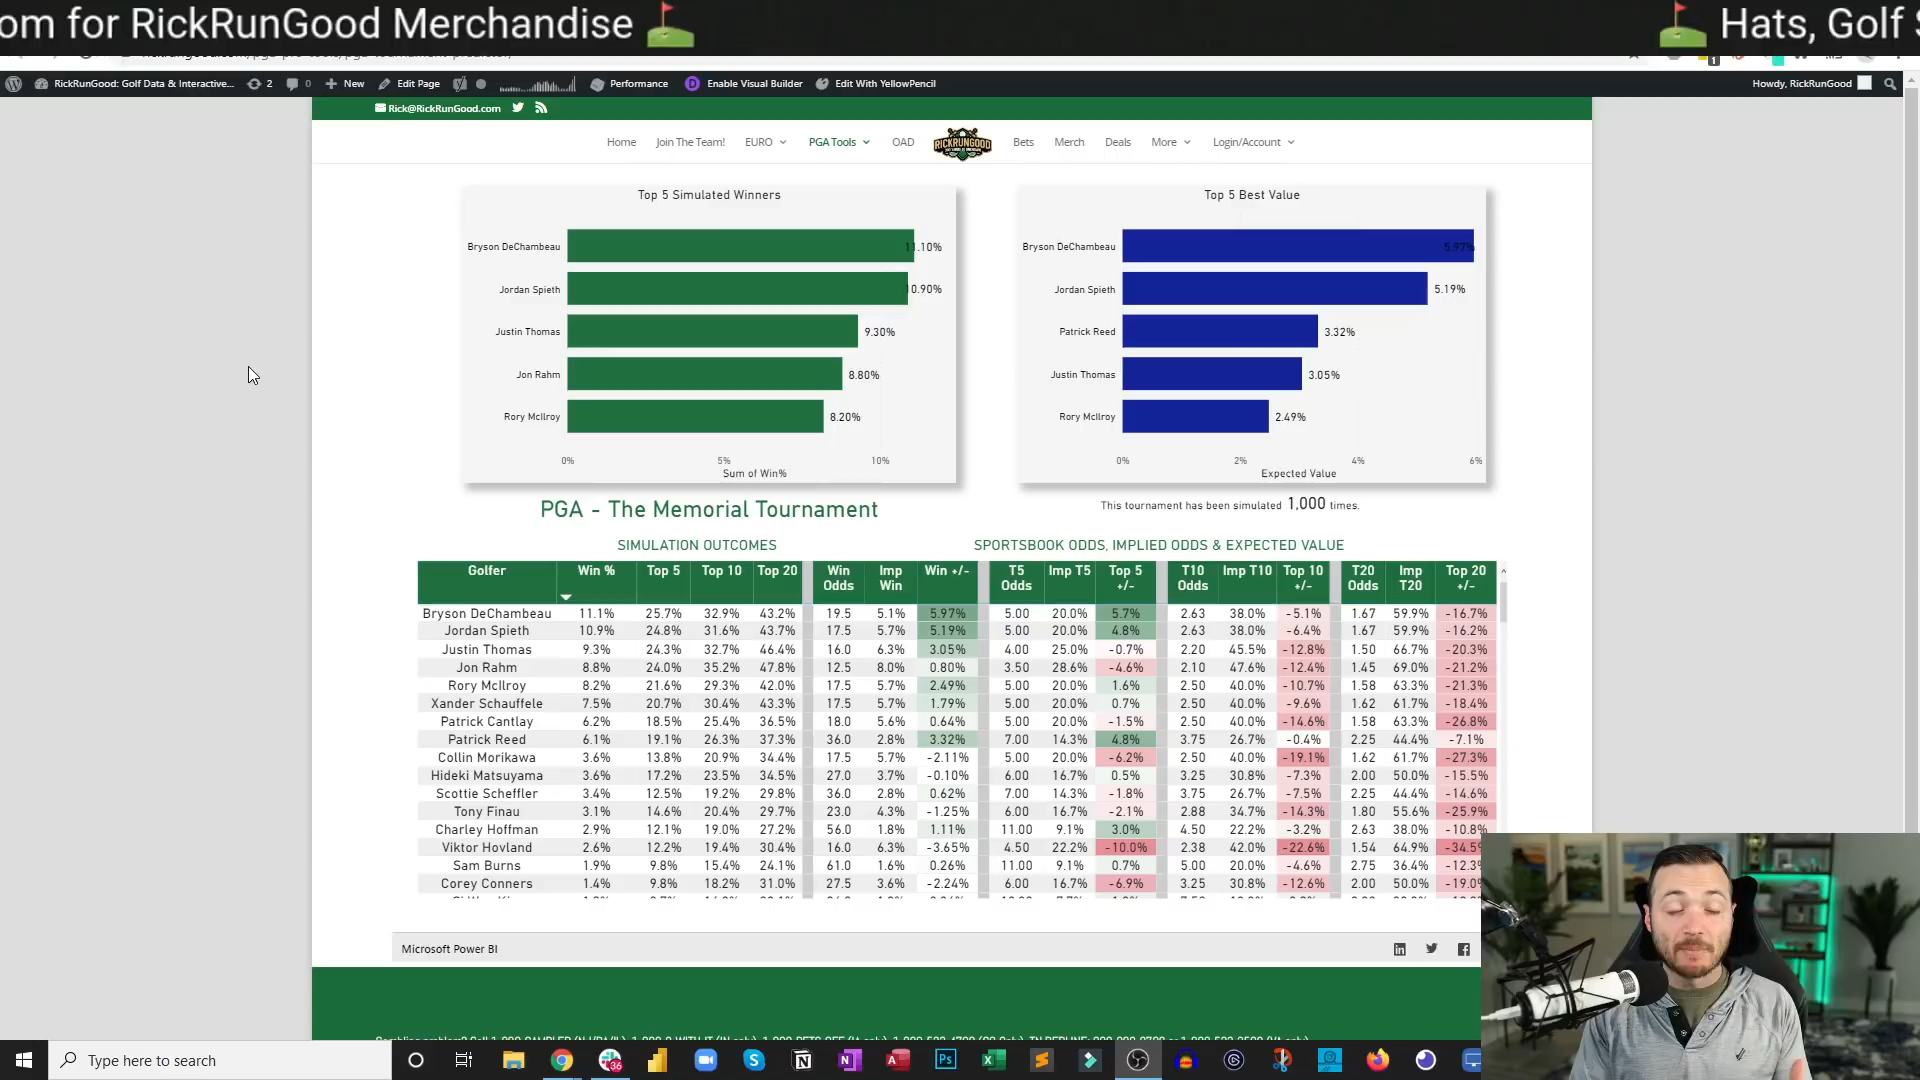 om for RickRunGood Merchandise
Hats, Golf S
RickRunGood: Golf Data & Interactive... 2 0 New Edit Page Performance Enable Visual Builder Edit With YellowPencil Howdy, RickRunGood
Rick@RickRunGood.com
Home Join The Team! EURO PGA Tools OAD RICKRUNGOOD Bets Merch Deals More Login/Account
Top 5 Simulated Winners
Bryson DeChambeau 11.10%
Jordan Spieth 10.90%
Justin Thomas 9.30%
Jon Rahm 8.80%
Rory McIlroy 8.20%
0% 5% 10%
Sum of Win%
Top 5 Best Value
Bryson DeChambeau 5.97%
Jordan Spieth 5.19%
Patrick Reed 3.32%
Justin Thomas 3.05%
Rory McIlroy 2.49%
0% 2% 4% 6%
Expected Value
PGA - The Memorial Tournament
This tournament has been simulated 1,000 times.
SIMULATION OUTCOMES
SPORTSBOOK ODDS, IMPLIED ODDS & EXPECTED VALUE
Golfer Win % Top 5 Top 10 Top 20 Win Odds Imp Win Win +/- T5 Odds Imp T5 Top 5 +/- T10 Odds Imp T10 Top 10 +/- T20 Odds Imp T20 Top 20 +/-
Bryson DeChambeau 11.1% 25.7% 32.9% 43.2% 19.5 5.1% 5.97% 5.00 20.0% 5.7% 2.63 38.0% -5.1% 1.67 59.9% -16.7%
Jordan Spieth 10.9% 24.8% 31.6% 43.7% 17.5 5.7% 5.19% 5.00 20.0% 4.8% 2.63 38.0% -6.4% 1.67 59.9% -16.2%
Justin Thomas 9.3% 24.3% 32.7% 46.4% 16.0 6.3% 3.05% 4.00 25.0% -0.7% 2.20 45.5% -12.8% 1.50 66.7% -20.3%
Jon Rahm 8.8% 24.0% 35.2% 47.8% 12.5 8.0% 0.80% 3.50 28.6% -4.6% 2.10 47.6% -12.4% 1.45 69.0% -21.2%
Rory McIlroy 8.2% 21.6% 29.3% 42.0% 17.5 5.7% 2.49% 5.00 20.0% 1.6% 2.50 40.0% -10.7% 1.58 63.3% -21.3%
Xander Schauffele 7.5% 20.7% 30.4% 43.3% 17.5 5.7% 1.79% 5.00 20.0% 0.7% 2.50 40.0% -9.6% 1.62 61.7% -18.4%
Patrick Cantlay 6.2% 18.5% 25.4% 36.5% 18.0 5.6% 0.64% 5.00 20.0% -1.5% 2.50 40.0% -14.6% 1.58 63.3% -26.8%
Patrick Reed 6.1% 19.1% 26.3% 37.3% 36.0 2.8% 3.32% 7.00 14.3% 4.8% 3.75 26.7% -0.4% 2.25 44.4% -7.1%
Collin Morikawa 3.6% 13.8% 20.9% 34.4% 17.5 5.7% -2.11% 5.00 20.0% -6.2% 2.50 40.0% -19.1% 1.62 61.7% -27.3%
Hideki Matsuyama 3.6% 17.2% 23.5% 34.5% 27.0 3.7% -0.10% 6.00 16.7% 0.5% 3.25 30.8% -7.3% 2.00 50.0% -15.5%
Scottie Scheffler 3.4% 12.5% 19.2% 29.8% 36.0 2.8% 0.62% 7.00 14.3% -1.8% 3.75 26.7% -7.5% 2.25 44.4% -14.6%
Tony Finau 3.1% 14.6% 20.4% 29.7% 23.0 4.3% -1.25% 6.00 16.7% -2.1% 2.88 34.7% -14.3% 1.80 55.6% -25.9%
Charley Hoffman 2.9% 12.1% 19.0% 27.2% 56.0 1.8% 1.11% 11.00 9.1% 3.0% 4.50 22.2% -3.2% 2.63 38.0% -10.8%
Viktor Hovland 2.6% 12.2% 19.4% 30.4% 16.0 6.3% -3.65% 4.50 22.2% -10.0% 2.38 42.0% -22.6% 1.54 64.9% -34.5%
Sam Burns 1.9% 9.8% 15.4% 24.1% 61.0 1.6% 0.26% 11.00 9.1% 0.7% 5.00 20.0% -4.6% 2.75 36.4% -12.3%
Corey Conners 1.4% 9.8% 18.2% 31.0% 27.5 3.6% -2.24% 6.00 16.7% -6.9% 3.25 30.8% -12.6% 2.00 50.0% -19.0%
Microsoft Power BI
Type here to search